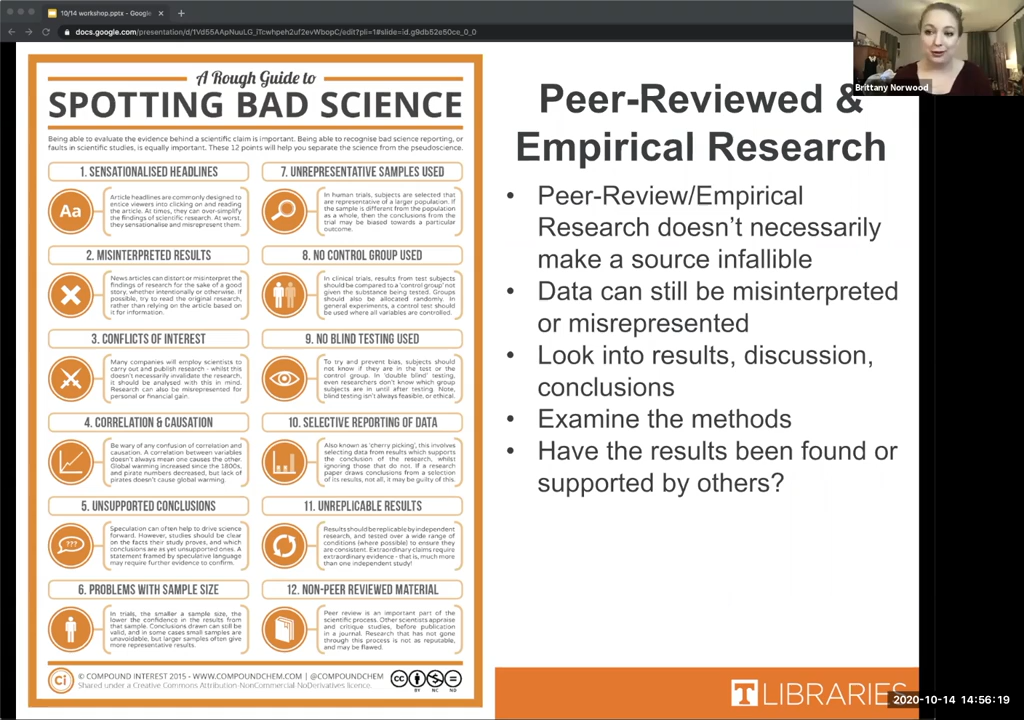 10/14 workshop.pptx - Google
docs.google.com/presentation/d/1Vd55AApNuuLG_iTcwhpeh2uf2evWbopC/edit?pli=1#slide=id.g9db52e50ce_0_0
Brittany Norwood
A Rough Guide to
SPOTTING BAD SCIENCE
Being able to evaluate the evidence behind a scientific claim is important. Being able to recognise bad science reporting, or
faults in scientific studies, is equally important. These 12 points will help you separate the science from the pseudoscience.
1. SENSATIONALISED HEADLINES
Aa
Article headlines are commonly designed to
entice viewers into clicking on and reading
the article. At times, they can over-simplify
the findings of scientific research. At worst,
they sensationalise and misrepresent them.
2. MISINTERPRETED RESULTS
News articles can distort or misinterpret the
findings of research for the sake of a good
story, whether intentionally or otherwise. If
possible, try to read the original research,
rather than relying on the article based on
it for information.
3. CONFLICTS OF INTEREST
Many companies will employ scientists to
carry out and publish research - whilst this
doesn't necessarily invalidate the research,
it should be analysed with this in mind.
Research can also be misrepresented for
personal or financial gain.
4. CORRELATION & CAUSATION
Be wary of any confusion of correlation and
causation. A correlation between variables
doesn't always mean one causes the other.
Global warming increased since the 1800s,
and pirate numbers decreased, but lack of
pirates doesn't cause global warming.
5. UNSUPPORTED CONCLUSIONS
???
Speculation can often help to drive science
forward. However, studies should be clear
on the facts their study proves, and which
conclusions are as yet unsupported ones. A
statement framed by speculative language
may require further evidence to confirm.
6. PROBLEMS WITH SAMPLE SIZE
In trials, the smaller a sample size, the
lower the confidence in the results from
that sample. Conclusions drawn can still be
valid, and in some cases small samples are
unavoidable, but larger samples often give
more representative results.
7. UNREPRESENTATIVE SAMPLES USED
In human trials, subjects are selected that
are representative of a larger population. If
the sample is different from the population
as a whole, then the conclusions from the
trial may be biased towards a particular
outcome.
8. NO CONTROL GROUP USED
In clinical trials, results from test subjects
should be compared to a 'control group' not
given the substance being tested. Groups
should also be allocated randomly. In
general experiments, a control test should
be used where all variables are controlled.
9. NO BLIND TESTING USED
To try and prevent bias, subjects should
not know if they are in the test or the
control group. In 'double blind' testing,
even researchers don't know which group
subjects are in until after testing. Note,
blind testing isn't always feasible, or ethical.
10. SELECTIVE REPORTING OF DATA
Also known as 'cherry picking', this involves
selecting data from results which supports
the conclusion of the research, whilst
ignoring those that do not. If a research
paper draws conclusions from a selection
of its results, not all, it may be guilty of this.
11. UNREPLICABLE RESULTS
Results should be replicable by independent
research, and tested over a wide range of
conditions (where possible) to ensure they
are consistent. Extraordinary claims require
extraordinary evidence - that is, much more
than one independent study!
12. NON-PEER REVIEWED MATERIAL
Peer review is an important part of the
scientific process. Other scientists appraise
and critique studies, before publication
in a journal. Research that has not gone
through this process is not as reputable,
and may be flawed.
Ci
© COMPOUND INTEREST 2015 - WWW.COMPOUNDCHEM.COM | @COMPOUNDCHEM
Shared under a Creative Commons Attribution-NonCommercial-NoDerivatives licence.
CC
BY NC ND
Peer-Reviewed &
Empirical Research
• Peer-Review/Empirical
Research doesn't necessarily
make a source infallible
• Data can still be misinterpreted
or misrepresented
• Look into results, discussion,
conclusions
• Examine the methods
• Have the results been found or
supported by others?
T LIBRARIES
2020-10-14 14:56:19